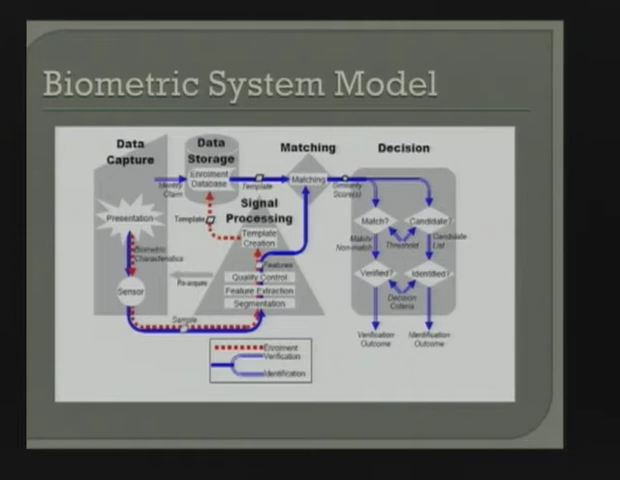 Biometric System Model
Data
Capture
Data
Storage
Matching
Decision
Identity
Claim
Enrolment
Database
Template
Matching
Similarity
Score(s)
Signal
Processing
Presentation
Template
Template
Creation
Match?
Candidate?
Biometric
Characteristics
Features
Match/
Non-match
Threshold
Candidate
List
Re-acquire
Quality Control
Feature Extraction
Segmentation
Sensor
Verified?
Identified?
Decision
Criteria
Sample
Verification
Outcome
Identification
Outcome
Enrolment
Verification
Identification